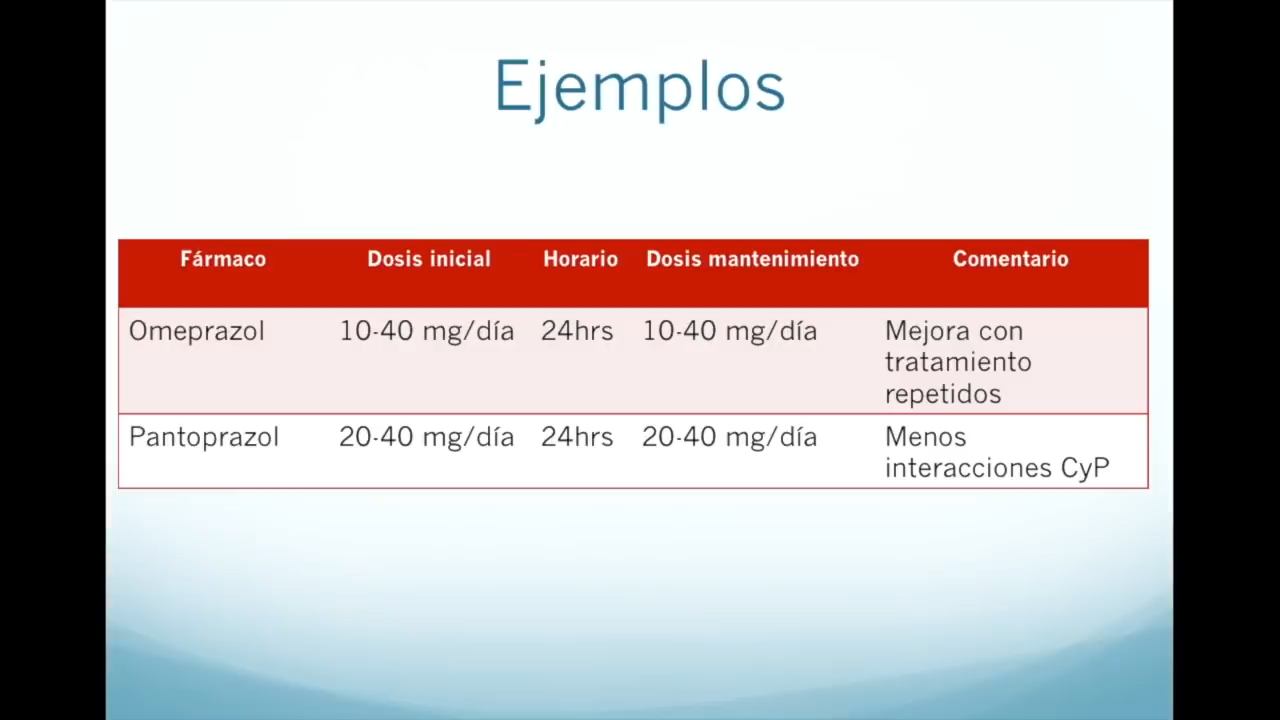 Ejemplos
Fármaco Dosis inicial Horario Dosis mantenimiento Comentario
Omeprazol 10-40 mg/día 24hrs 10-40 mg/día Mejora con
tratamiento
repetidos
Pantoprazol 20-40 mg/día 24hrs 20-40 mg/día Menos
interacciones CyP